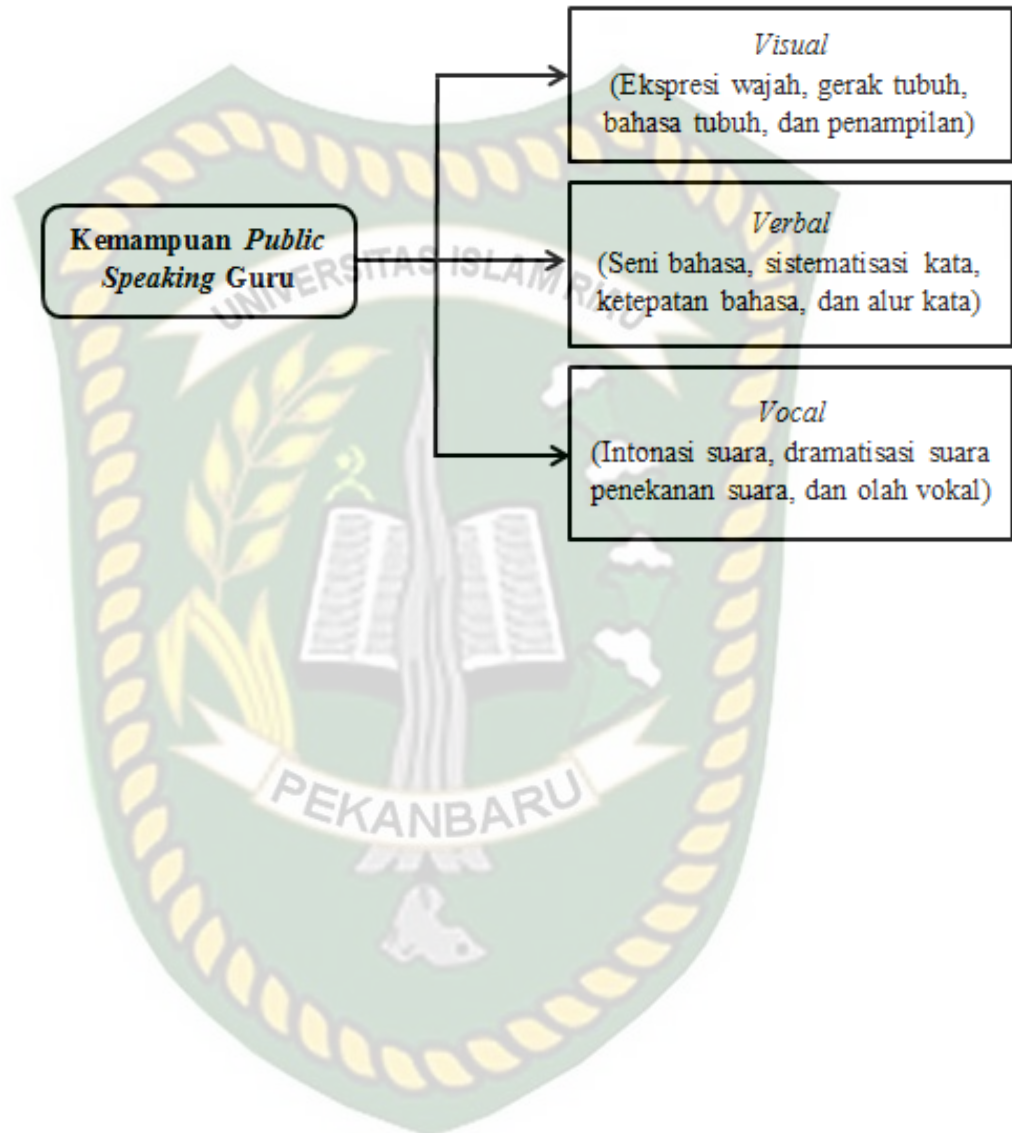 Visual
(Ekspresi wajah, gerak tubuh,
bahasa tubuh, dan penampilan)
Kemampuan Public
Speaking Guru
Verbal
(Seni bahasa, sistematisasi kata,
ketepatan bahasa, dan alur kata)
Vocal
(Intonasi suara, dramatisasi suara
penekanan suara, dan olah vokal)
UNIVERSITAS ISLAM RIAU
PEKANBARU